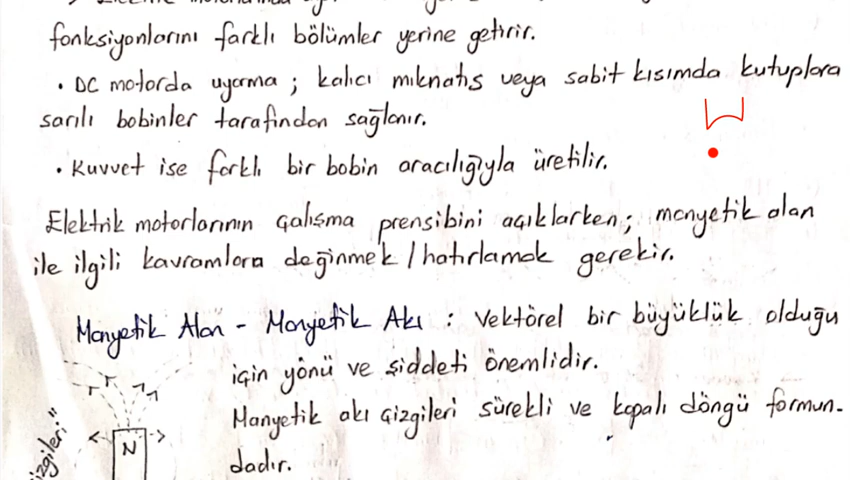 fonksiyonlarını farklı bölümler yerine getirir.
• DC motorda uyarma ; kalıcı mıknatıs veya sabit kısımda kutuplara
sarılı bobinler tarafından sağlanır.
• Kuvvet ise farklı bir bobin aracılığıyla üretilir.
Elektrik motorlarının çalışma prensibini açıklarken; manyetik alan
ile ilgili kavramlara değinmek / hatırlamak gerekir.
Manyetik Alan - Manyetik Akı : Vektörel bir büyüklük olduğu
için yönü ve şiddeti önemlidir.
Manyetik akı çizgileri sürekli ve kapalı döngü formun-
dadır.
N